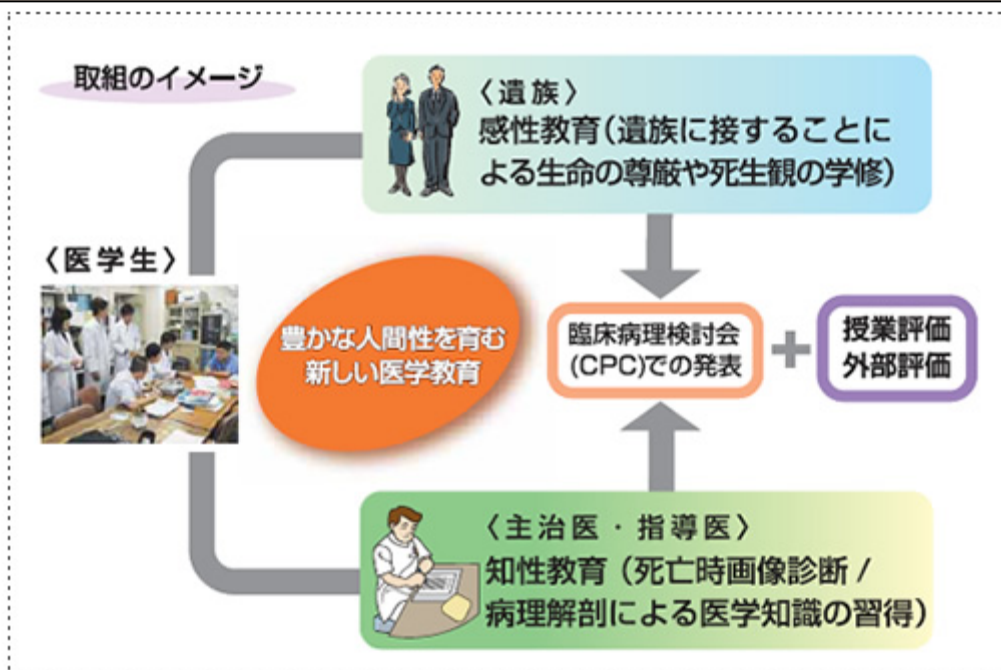 取組のイメージ
〈遺族〉
感性教育(遺族に接することに
よる生命の尊厳や死生観の学修)
〈医学生〉
豊かな人間性を育む
新しい医学教育
臨床病理検討会
(CPC)での発表
+
授業評価
外部評価
〈主治医・指導医〉
知性教育(死亡時画像診断/
病理解剖による医学知識の習得)